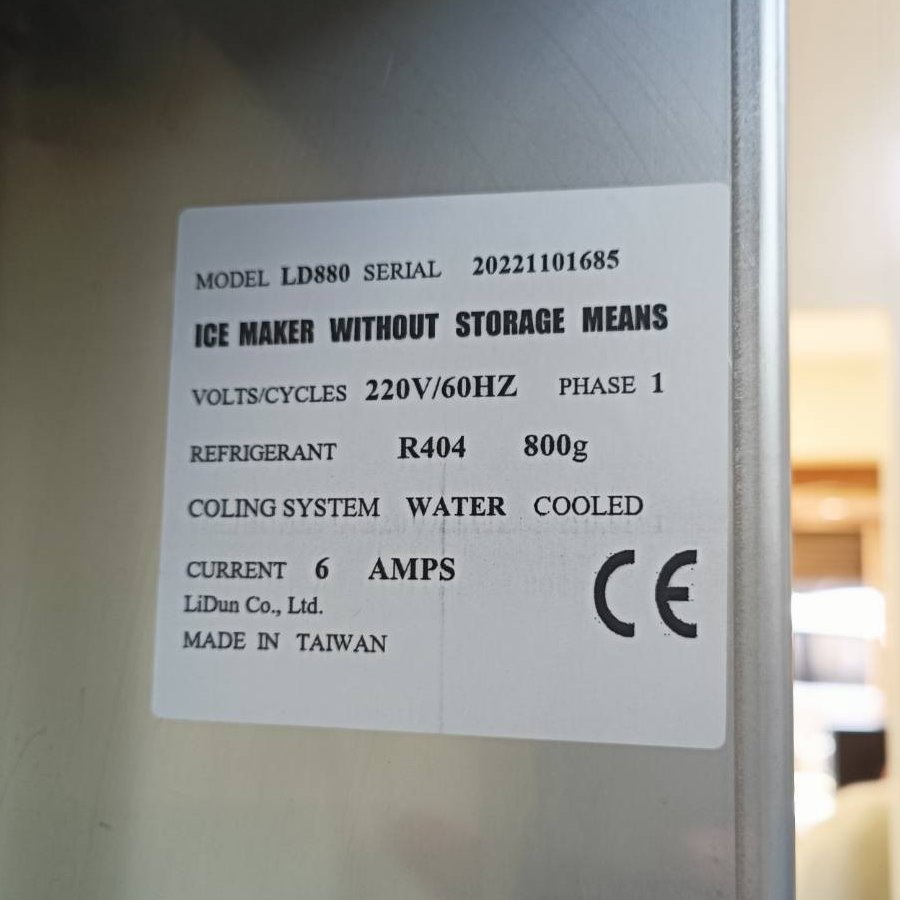 MODEL LD880 SERIAL 20221101685
ICE MAKER WITHOUT STORAGE MEANS
VOLTS/CYCLES 220V/60HZ PHASE 1
REFRIGERANT R404 800g
COLING SYSTEM WATER COOLED
CURRENT 6 AMPS
LiDun Co., Ltd.
MADE IN TAIWAN
CE